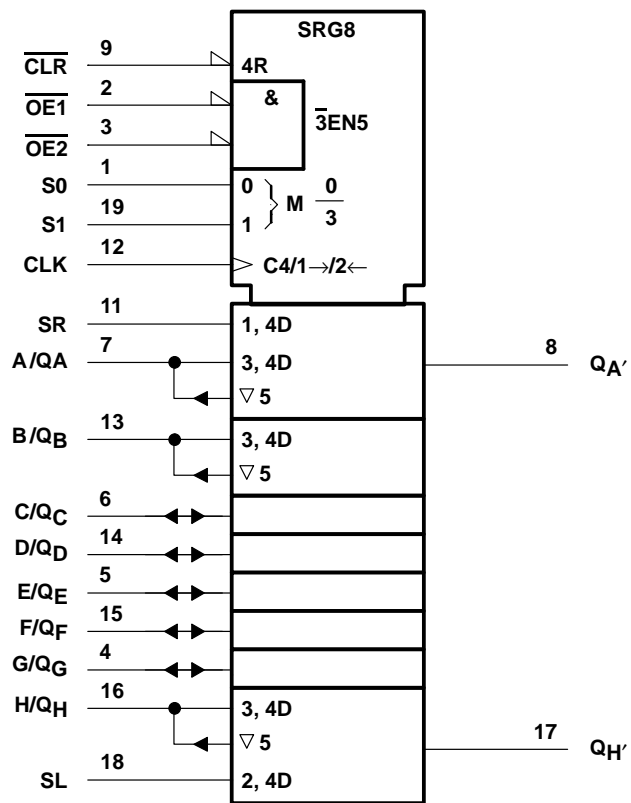 SRG8
CLR 9 4R
OE1 2 &
3EN5
OE2 3
S0 1 0 M 0
3
S1 19 1
CLK 12 C4/1→/2←
SR 11 1, 4D
A/QA 7 3, 4D 8 QA′
▽ 5
B/QB 13 3, 4D
▽ 5
C/QC 6
D/QD 14
E/QE 5
F/QF 15
G/QG 4
H/QH 16 3, 4D
▽ 5 17 QH′
SL 18 2, 4D